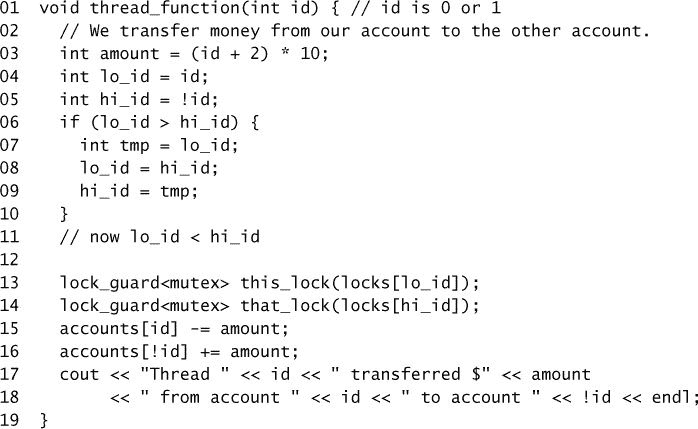 01 void thread_function(int id) { // id is 0 or 1
02 // We transfer money from our account to the other account.
03 int amount = (id + 2) * 10;
04 int lo_id = id;
05 int hi_id = !id;
06 if (lo_id > hi_id) {
07 int tmp = lo_id;
08 lo_id = hi_id;
09 hi_id = tmp;
10 }
11 // now lo_id < hi_id
12
13 lock_guard<mutex> this_lock(locks[lo_id]);
14 lock_guard<mutex> that_lock(locks[hi_id]);
15 accounts[id] -= amount;
16 accounts[!id] += amount;
17 cout << "Thread " << id << " transferred $" << amount
18 << " from account " << id << " to account " << !id << endl;
19 }